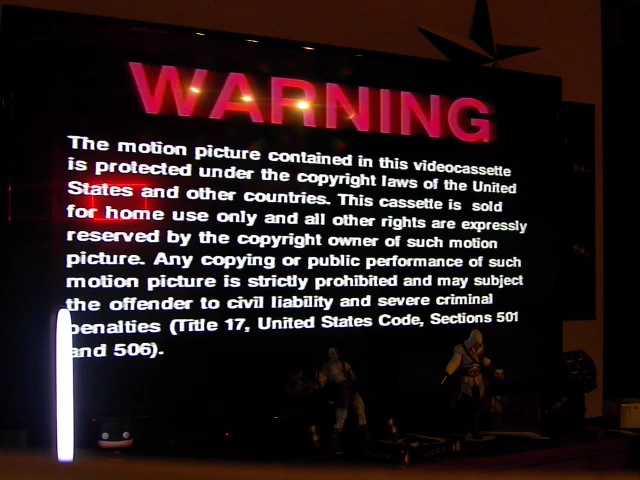 WARNING
The motion picture contained in this videocassette
is protected under the copyright laws of the United
States and other countries. This cassette is sold
for home use only and all other rights are expressly
reserved by the copyright owner of such motion
picture. Any copying or public performance of such
motion picture is strictly prohibited and may subject
the offender to civil liability and severe criminal
penalties (Title 17, United States Code, Sections 501
and 506).